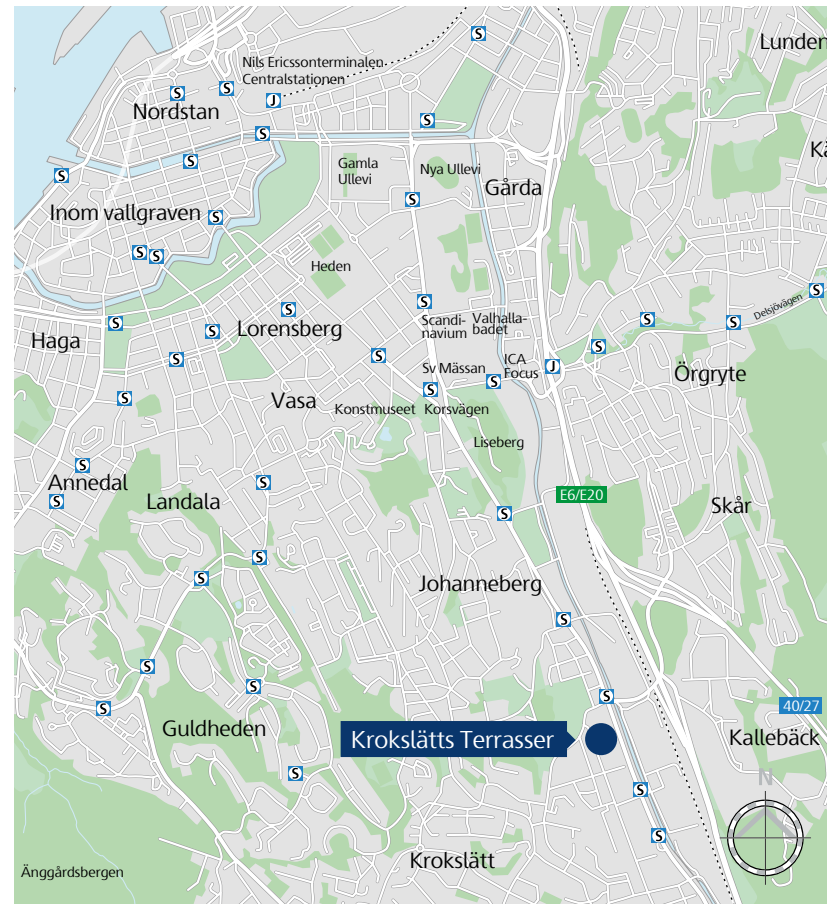 Lunden
Nils Ericssonterminalen
Centralstationen
S
S
S
J
S
Nordstan
S
S
S
Kä
Gamla
Ullevi
Nya Ullevi
Gårda
S
S
Inom vallgraven
S
S
S
Heden
Delsjövägen
S
S
S
Lorensberg
S
S
Scandi-
navium
Valhalla-
badet
S
S
S
Haga
S
S
S
Sv Mässan
ICA
Focus
J
S
Örgryte
S
S
Vasa
Konstmuseet
Korsvägen
S
Liseberg
S
Annedal
S
Landala
S
E6/E20
Skår
S
S
S
Johanneberg
S
S
S
S
S
40/27
Guldheden
Krokslätts Terrasser
Kallebäck
S
N
S
S
Krokslätt
Änggårdsbergen